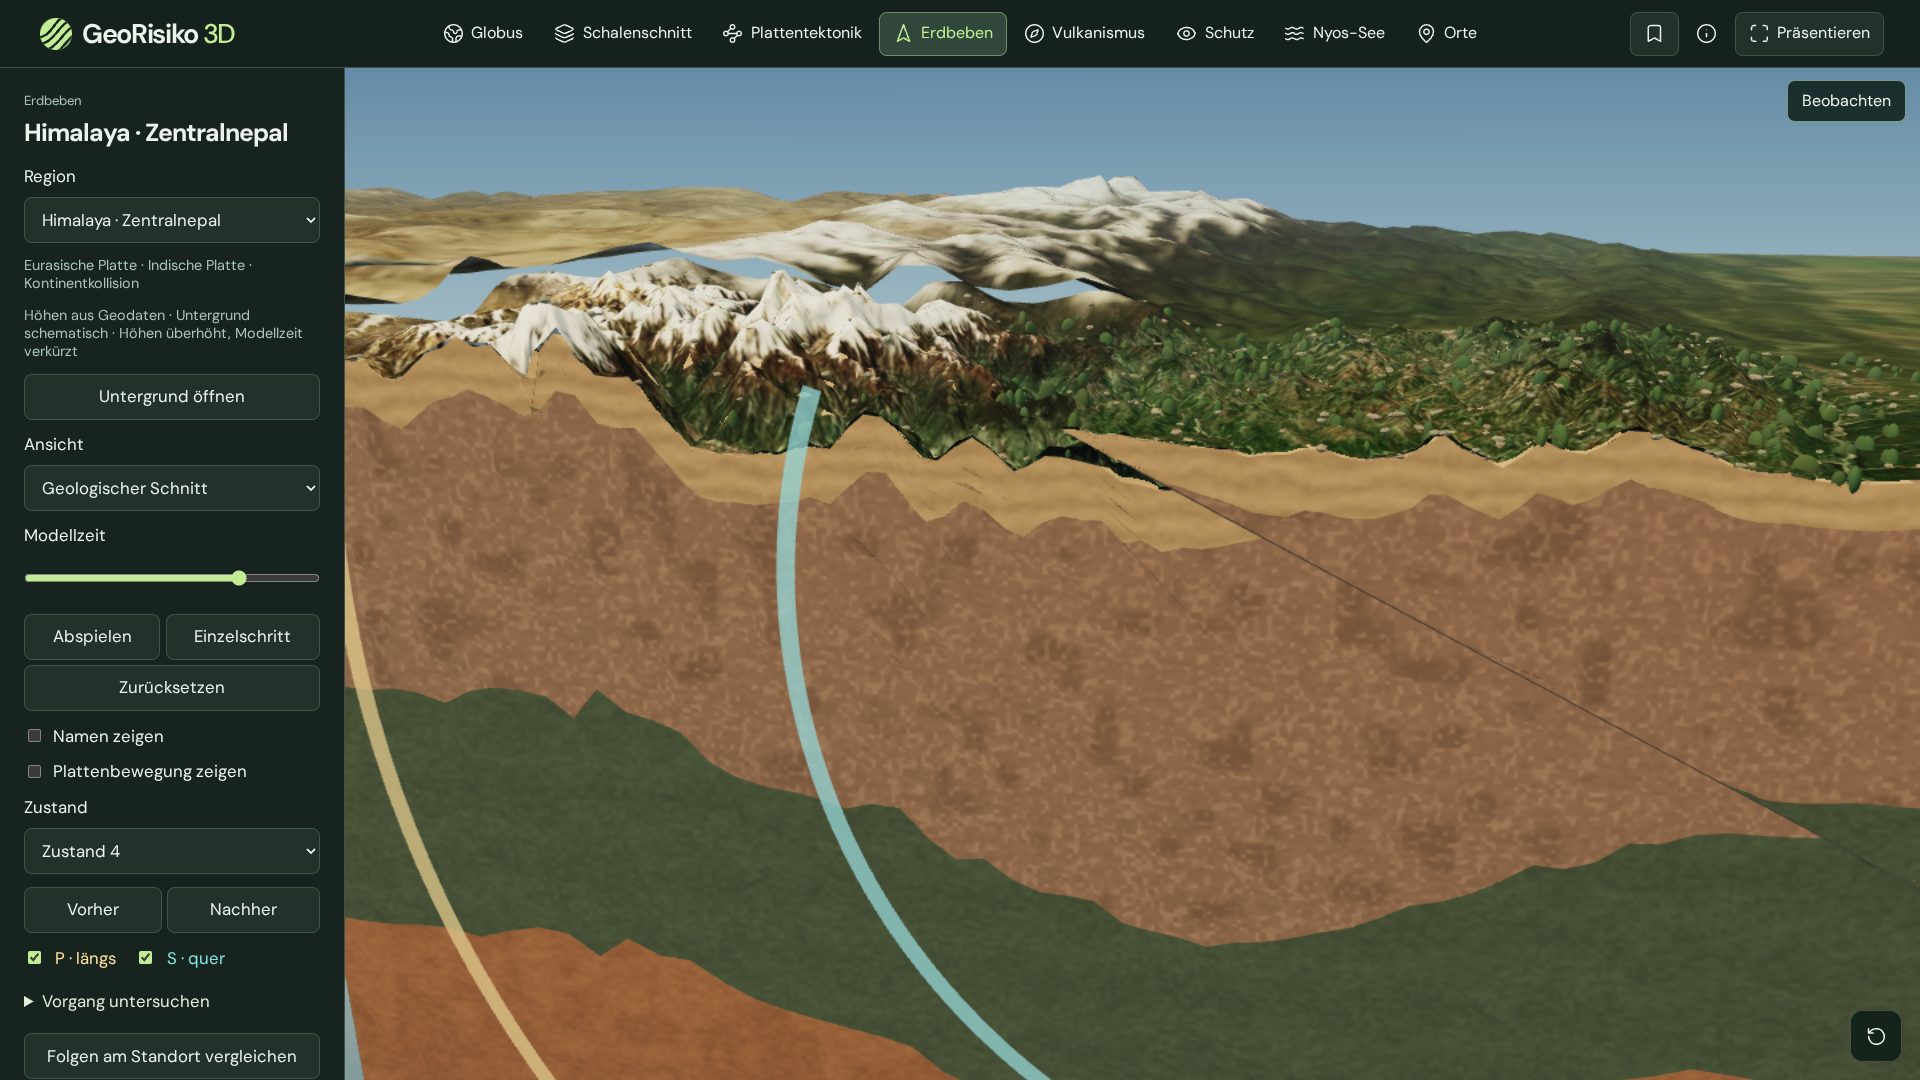 GeoRisiko 3D
Globus
Schalenschnitt
Plattentektonik
Erdbeben
Vulkanismus
Schutz
Nyos-See
Orte
Präsentieren
Erdbeben
Himalaya · Zentralnepal
Region
Himalaya · Zentralnepal
Eurasische Platte · Indische Platte ·
Kontinentkollision
Höhen aus Geodaten · Untergrund
schematisch · Höhen überhöht, Modellzeit
verkürzt
Untergrund öffnen
Ansicht
Geologischer Schnitt
Modellzeit
Abspielen
Einzelschritt
Zurücksetzen
Namen zeigen
Plattenbewegung zeigen
Zustand
Zustand 4
Vorher
Nachher
P · längs
S · quer
Vorgang untersuchen
Folgen am Standort vergleichen
Beobachten